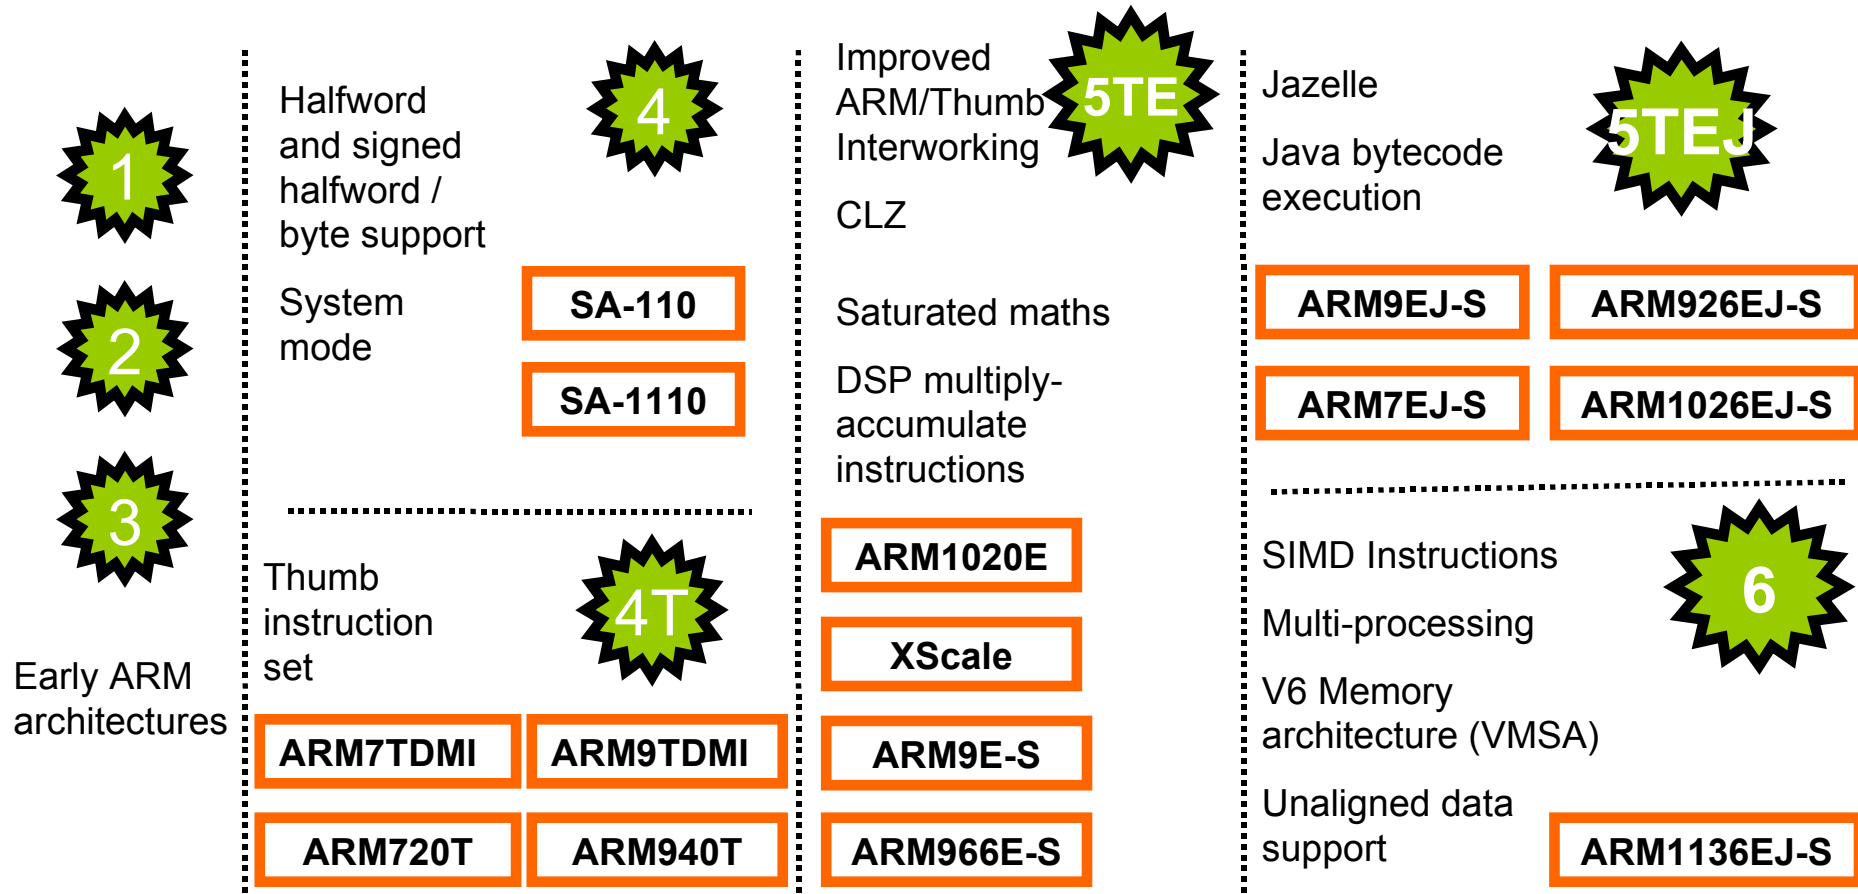 1
2
3
Early ARM
architectures
Halfword
and signed
halfword /
byte support
System
mode
4
SA-110
SA-1110
Thumb
instruction
set
4T
ARM7TDMI
ARM9TDMI
ARM720T
ARM940T
Improved
ARM/Thumb
Interworking
CLZ
5TE
Saturated maths
DSP multiply-
accumulate
instructions
ARM1020E
XScale
ARM9E-S
ARM966E-S
Jazelle
Java bytecode
execution
5TEJ
ARM9EJ-S
ARM926EJ-S
ARM7EJ-S
ARM1026EJ-S
SIMD Instructions
Multi-processing
V6 Memory
architecture (VMSA)
Unaligned data
support
6
ARM1136EJ-S